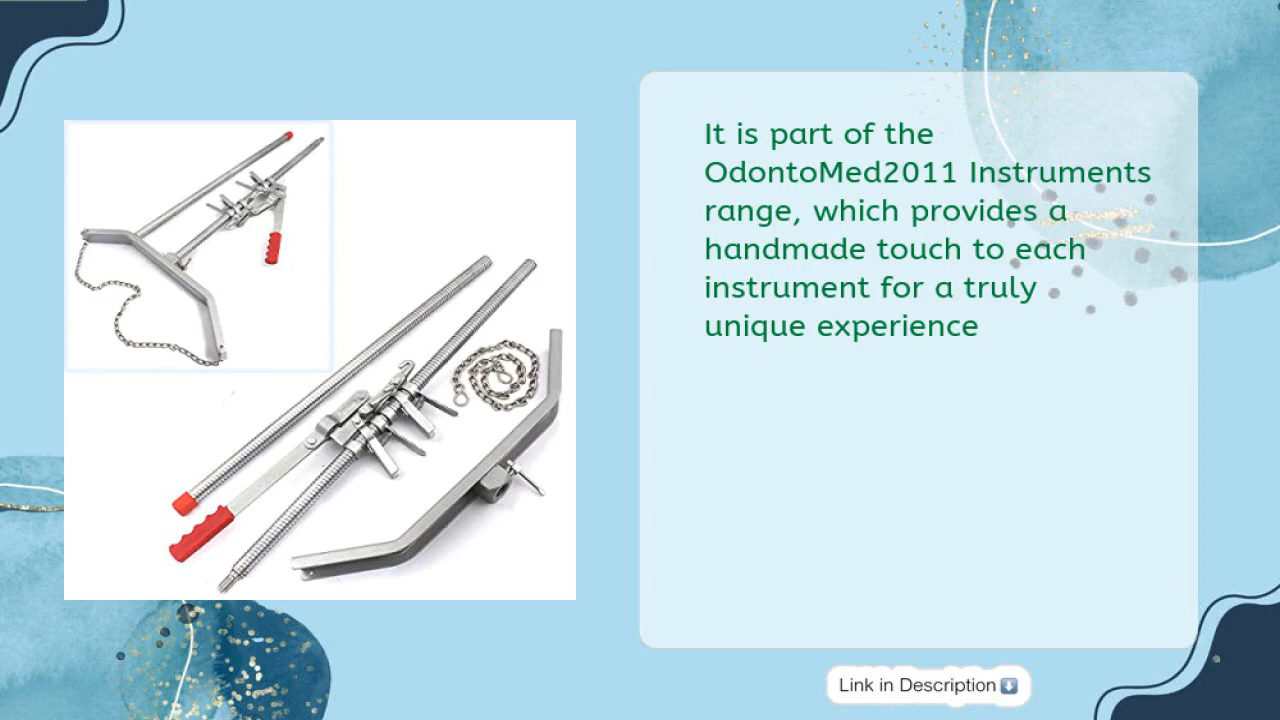 It is part of the
OdontoMed2011 Instruments
range, which provides a
handmade touch to each
instrument for a truly
unique experience
Link in Description⬇️